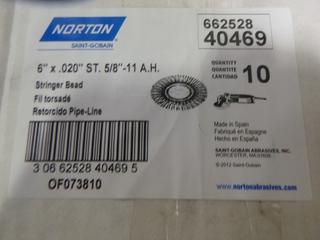 NORTON
SAINT-GOBAIN
662528
40469
6" x .020" ST. 5/8"-11 A.H.
Stringer Bead
Fil torsadé
Retorcido Pipe-Line
QUANTITY
QUANTITÉ
CANTIDAD
10
Made in Spain
Fabriqué en Espagne
Hecho en España
SAINT-GOBAIN ABRASIVES, INC.
WORCESTER, MA 01606
© 2012 Saint-Gobain
3 06 62528 40469 5
OF073810
www.nortonabrasives.com